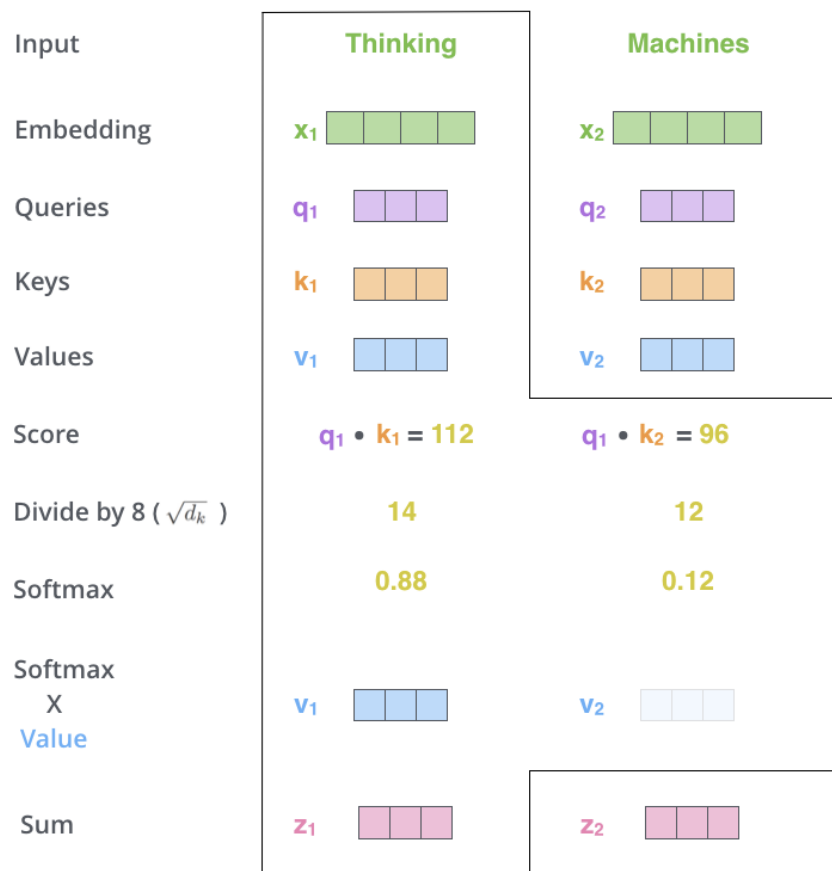 Input Thinking Machines
Embedding x₁ x₂
Queries q₁ q₂
Keys k₁ k₂
Values v₁ v₂
Score q₁ • k₁ = 112 q₁ • k₂ = 96
Divide by 8 ( √dₖ ) 14 12
Softmax 0.88 0.12
Softmax
X v₁ v₂
Value
Sum z₁ z₂